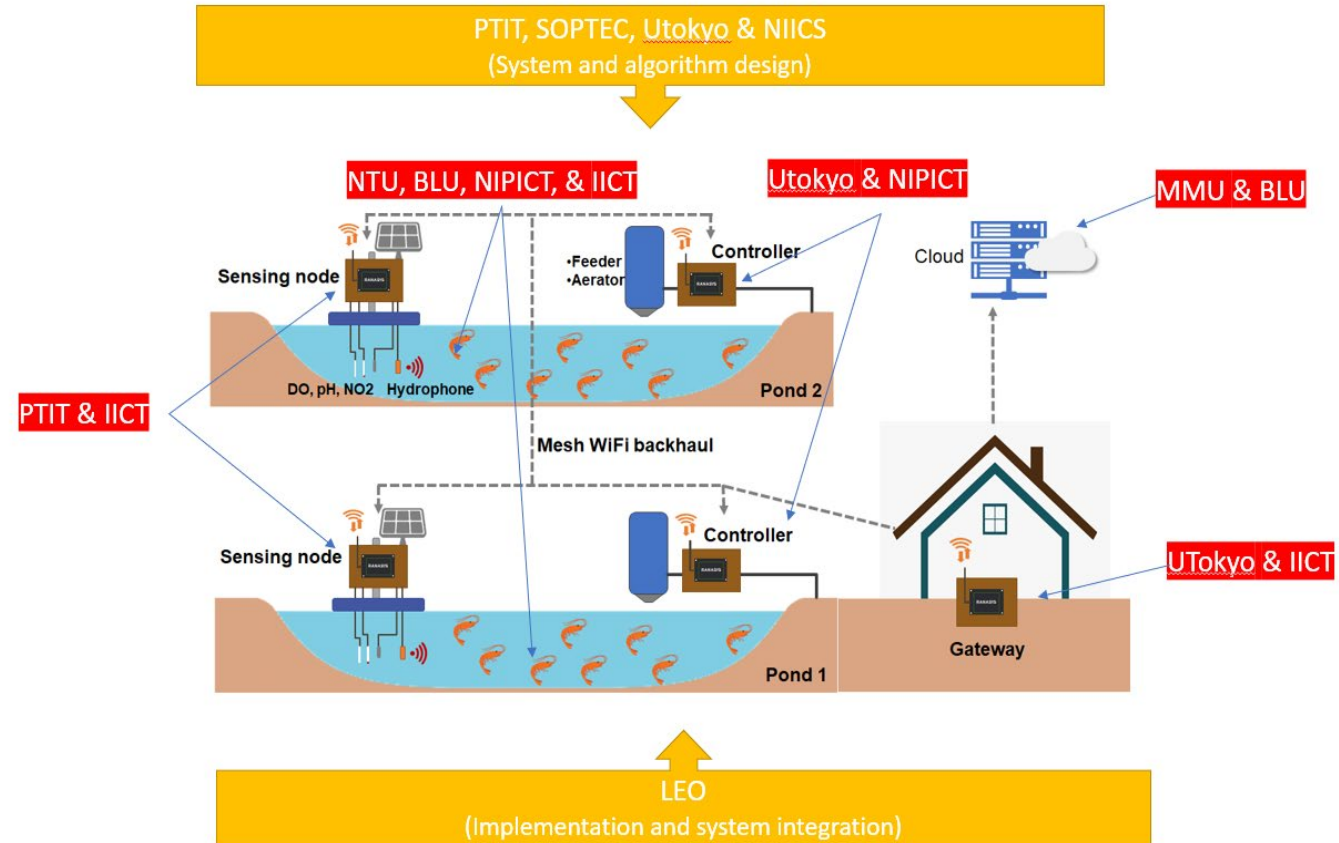 PTIT, SOPTEC, Utokyo & NIICS
(System and algorithm design)
NTU, BLU, NIPICT, & IICT
Utokyo & NIPICT
MMU & BLU
Sensing node
•Feeder
•Aerator
Controller
Cloud
DO, pH, NO2
Hydrophone
Pond 2
PTIT & IICT
Mesh WiFi backhaul
Sensing node
Controller
UTokyo & IICT
Gateway
Pond 1
LEO
(Implementation and system integration)